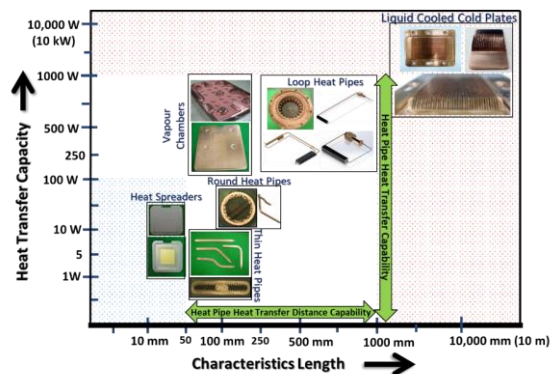 Liquid Cooled Cold Plates
10,000 W
(10 kW)
1000 W
500 W
250
100 W
10 W
5
1W
Heat Transfer Capacity
Vapour
Chambers
Loop Heat Pipes
Round Heat Pipes
Heat Spreaders
Thin Heat Pipes
Heat Pipe Heat Transfer Capability
Heat Pipe Heat Transfer Distance Capability
10 mm
50
100 mm
250
500 mm
1000 mm
10,000 mm (10 m)
Characteristics Length